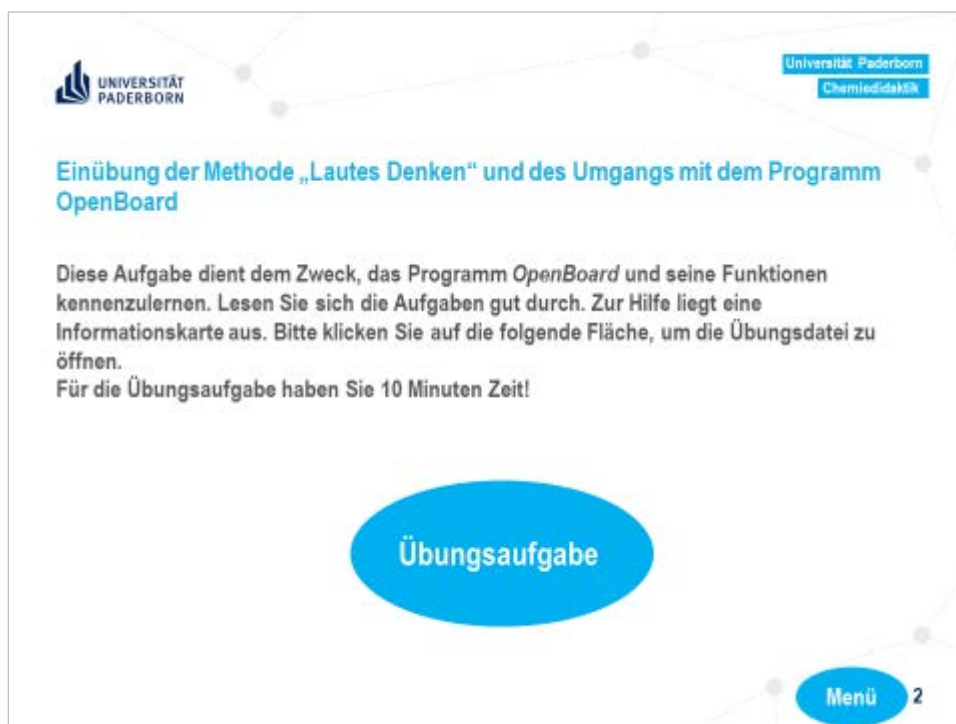 UNIVERSITÄT
PADERBORN
Universität Paderborn
Chemiedidaktik
Einübung der Methode „Lautes Denken“ und des Umgangs mit dem Programm
OpenBoard
Diese Aufgabe dient dem Zweck, das Programm OpenBoard und seine Funktionen
kennenzulernen. Lesen Sie sich die Aufgaben gut durch. Zur Hilfe liegt eine
Informationskarte aus. Bitte klicken Sie auf die folgende Fläche, um die Übungsdatei zu
öffnen.
Für die Übungsaufgabe haben Sie 10 Minuten Zeit!
Übungsaufgabe
Menü 2